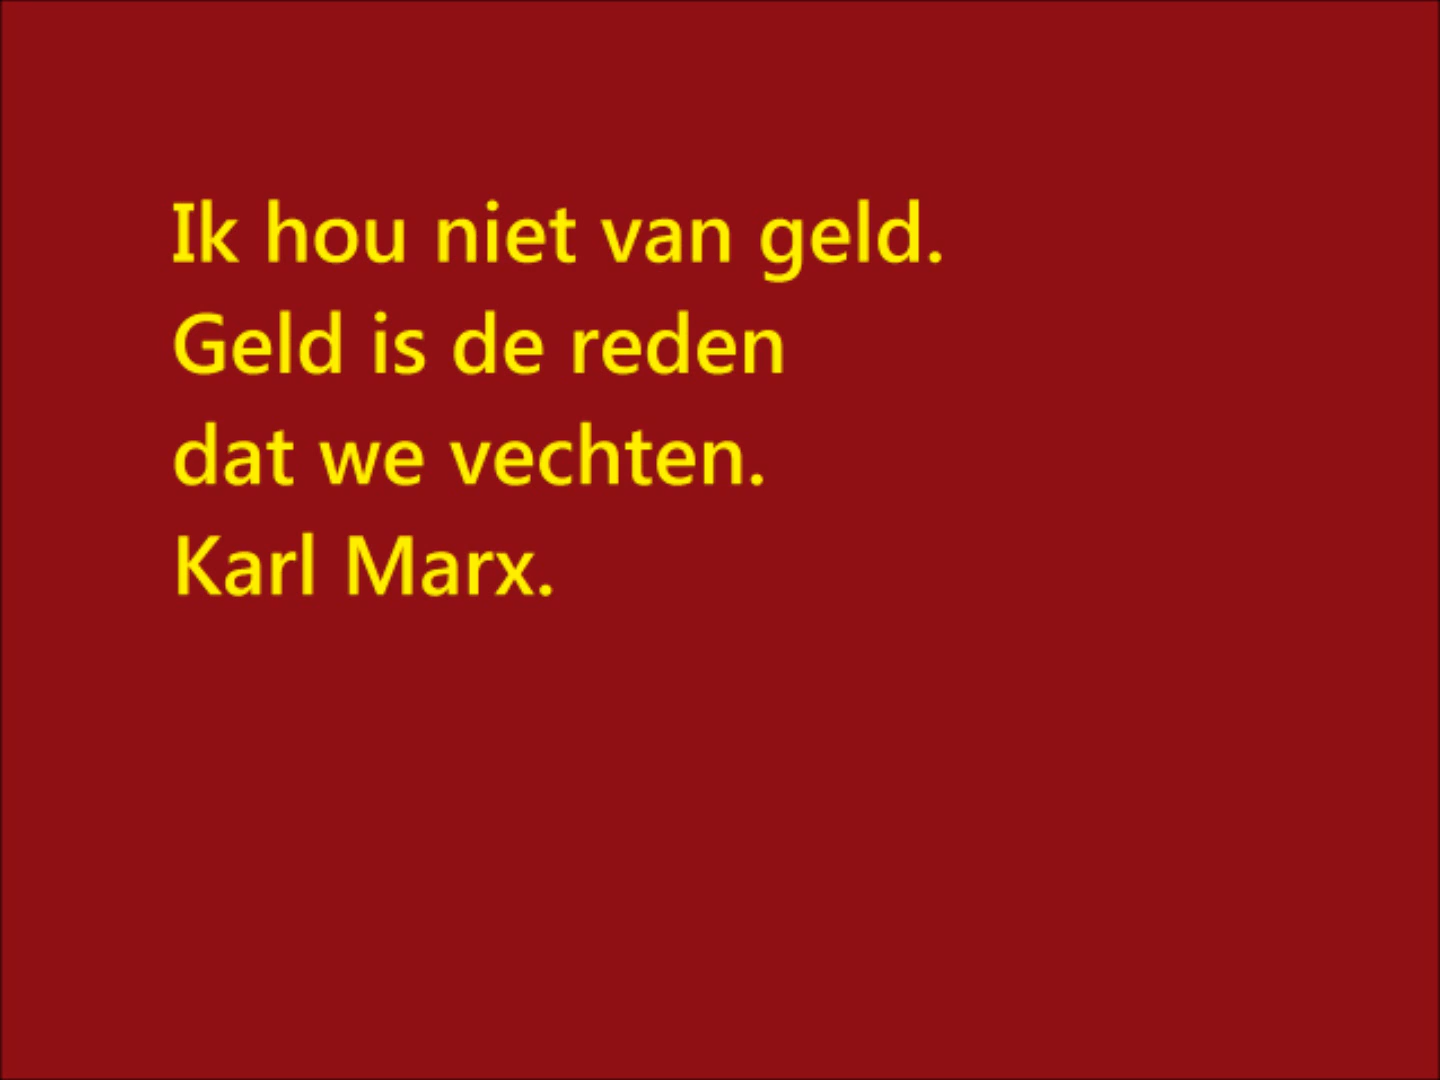 Ik hou niet van geld.
Geld is de reden
dat we vechten.
Karl Marx.